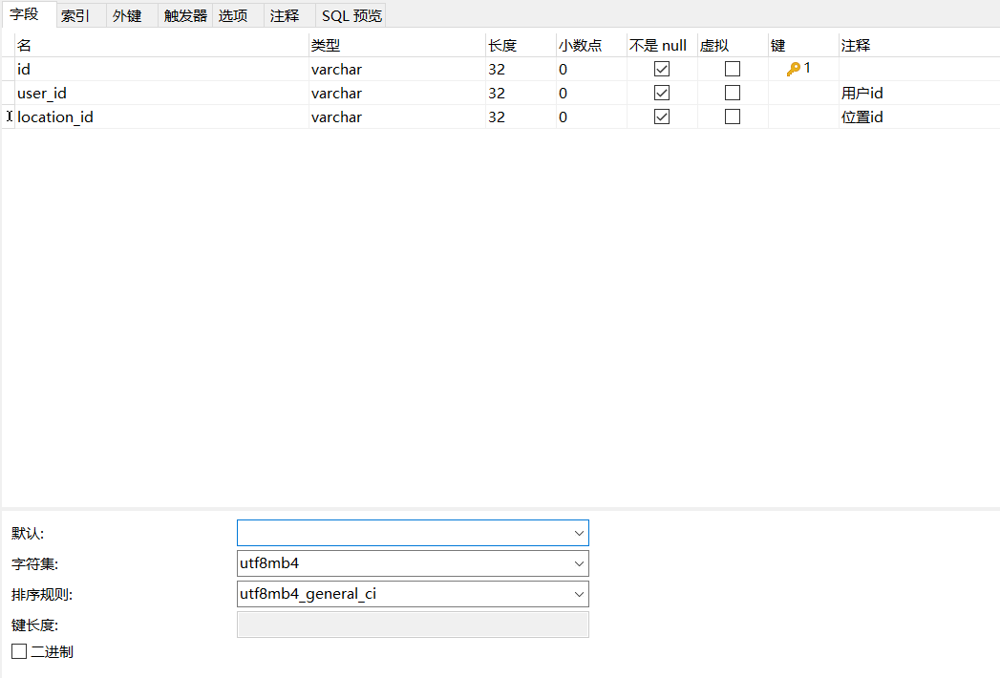 字段 索引 外键 触发器 选项 注释 SQL 预览
名 类型 长度 小数点 不是 null 虚拟 键 注释
id varchar 32 0 1
user_id varchar 32 0 用户id
location_id varchar 32 0 位置id
默认:
字符集: utf8mb4
排序规则: utf8mb4_general_ci
键长度:
二进制